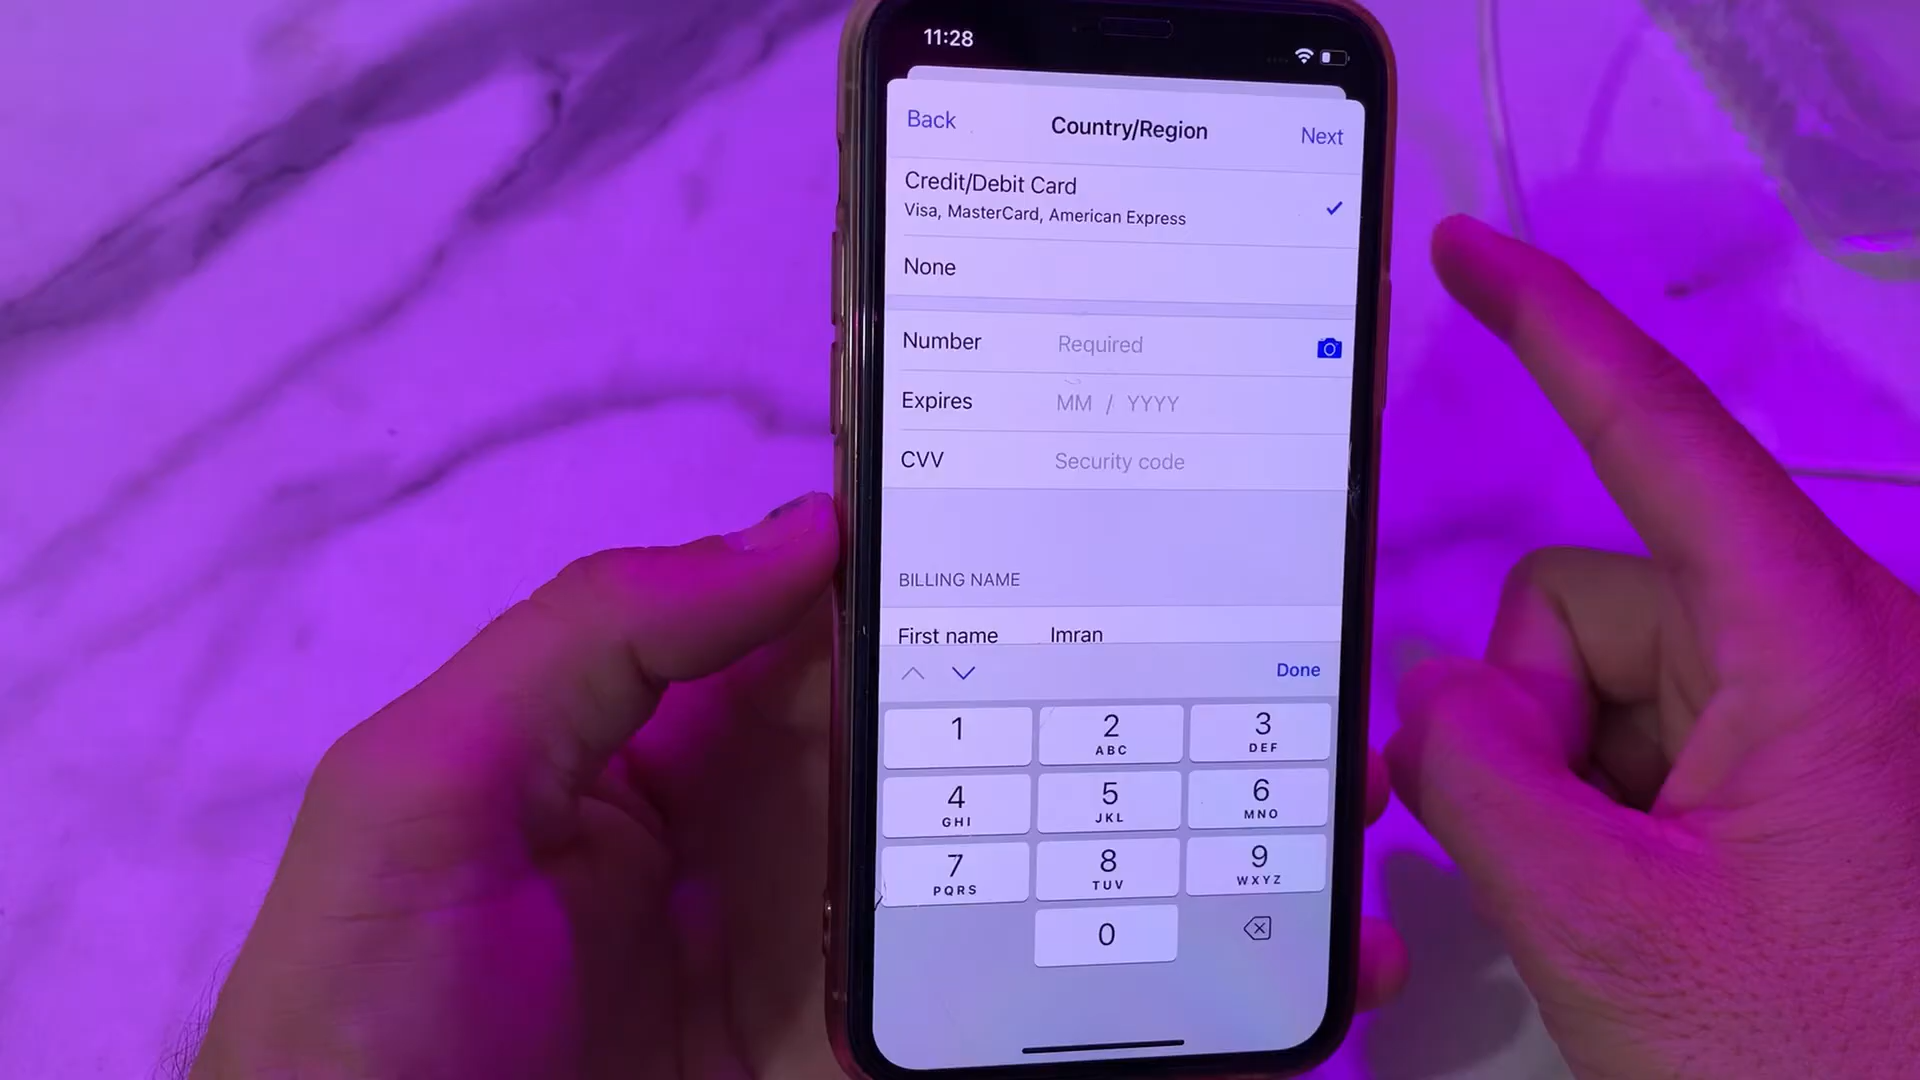 11:28
Back Country/Region Next
Credit/Debit Card
Visa, MasterCard, American Express
None
Number Required
Expires MM / YYYY
CVV Security code
BILLING NAME
First name Imran
Done
1 2 3
ABC DEF
4 5 6
GHI JKL MNO
7 8 9
PQRS TUV WXYZ
0